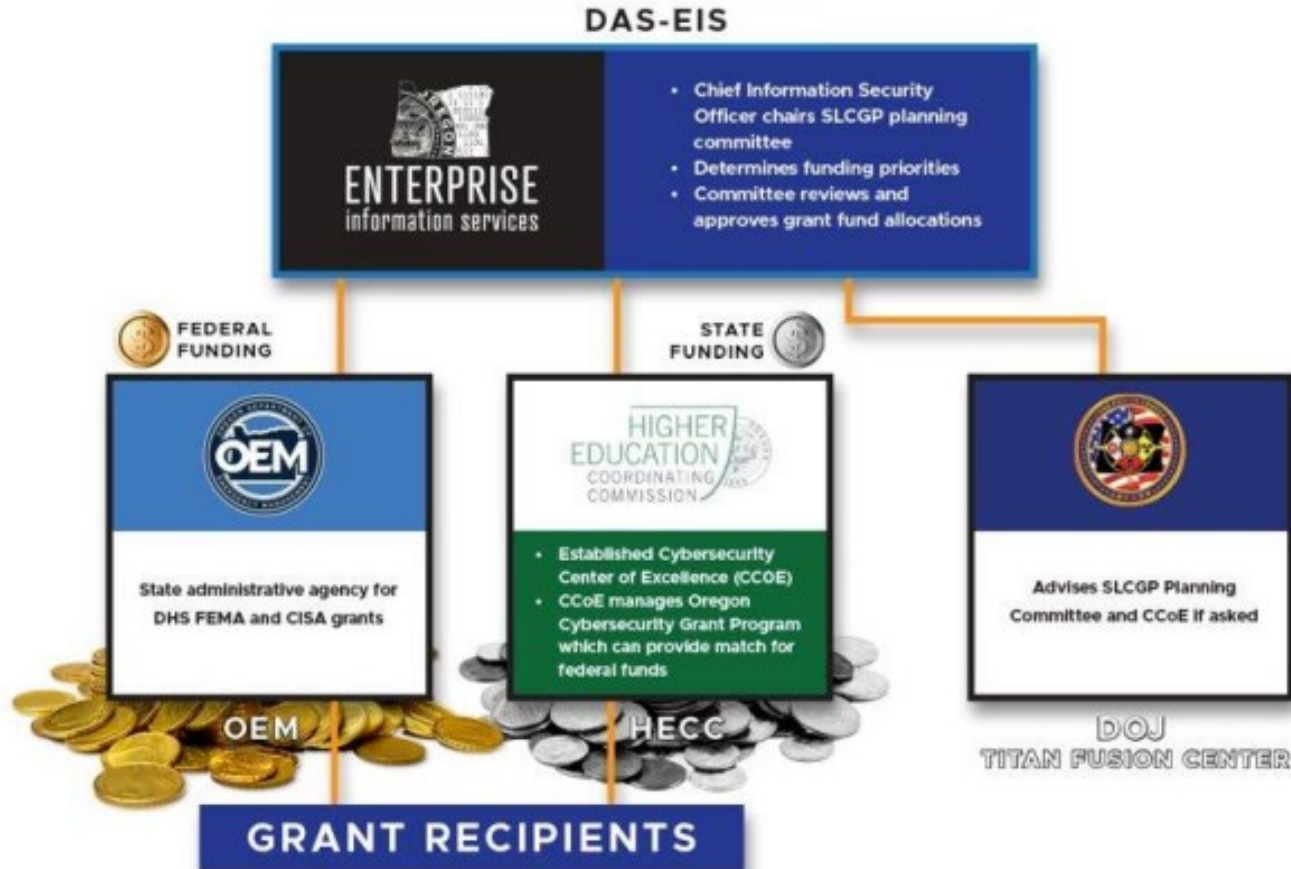 DAS-EIS
ENTERPRISE
information services
• Chief Information Security
Officer chairs SLCGP planning
committee
• Determines funding priorities
• Committee reviews and
approves grant fund allocations
FEDERAL
FUNDING
STATE
FUNDING
OEM
State administrative agency for
DHS FEMA and CISA grants
OEM
HIGHER
EDUCATION
COORDINATING
COMMISSION
• Established Cybersecurity
Center of Excellence (CCOE)
• CCoE manages Oregon
Cybersecurity Grant Program
which can provide match for
federal funds
HECC
Advises SLCGP Planning
Committee and CCoE if asked
DOJ
TITAN FUSION CENTER
GRANT RECIPIENTS